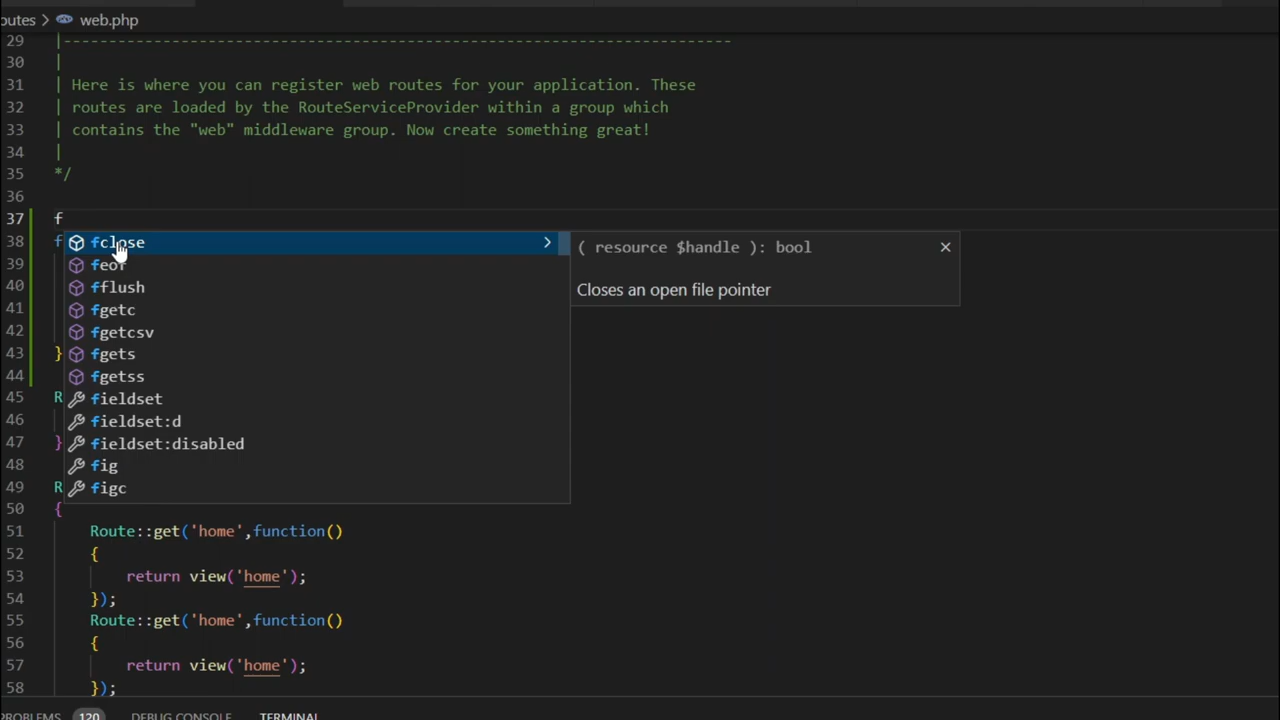 outes > web.php
29 |--------------------------------------------------------------------------
30 |
31 | Here is where you can register web routes for your application. These
32 | routes are loaded by the RouteServiceProvider within a group which
33 | contains the "web" middleware group. Now create something great!
34 |
35 */
36
37 f
38 f
fclose
( resource $handle ): bool
39
feof
40
fflush
Closes an open file pointer
41
fgetc
42
fgetcsv
43 }
fgets
44
fgetss
45 R
fieldset
46
fieldset:d
47 }
fieldset:disabled
48
fig
49 R
figc
50 {
51 Route::get('home',function()
52 {
53 return view('home');
54 });
55 Route::get('home',function()
56 {
57 return view('home');
58 });
PROBLEMS 120 DEBUG CONSOLE TERMINAL